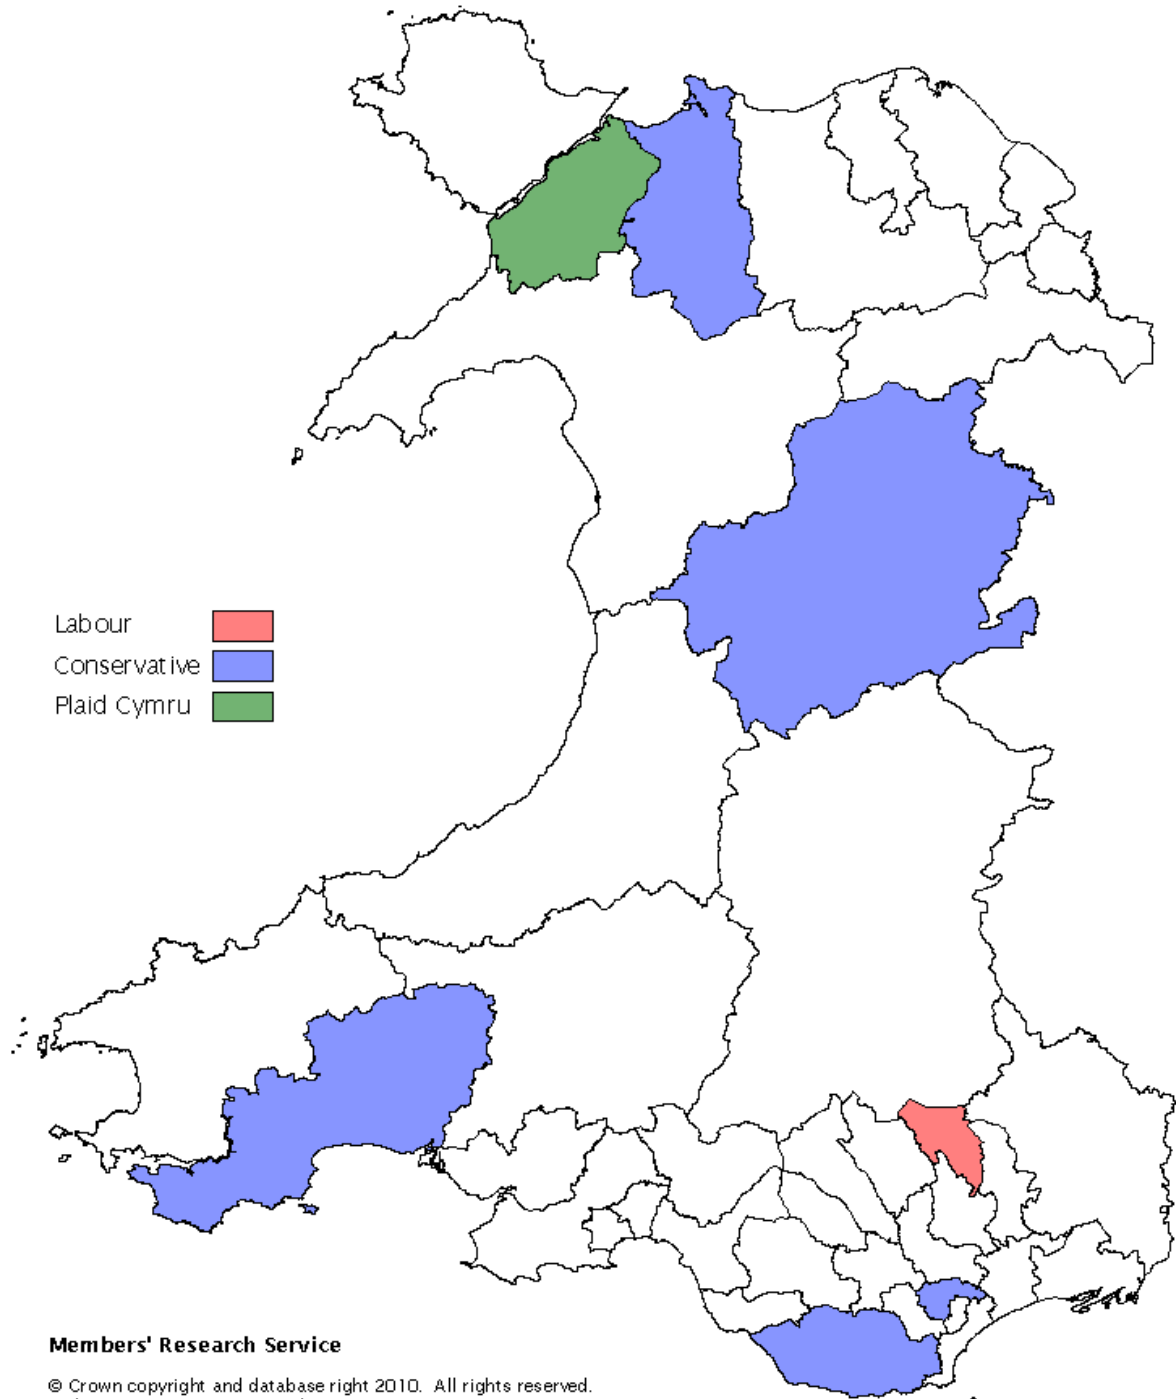 Labour
Conservative
Plaid Cymru
Members' Research Service
© Crown copyright and database right 2010. All rights reserved.